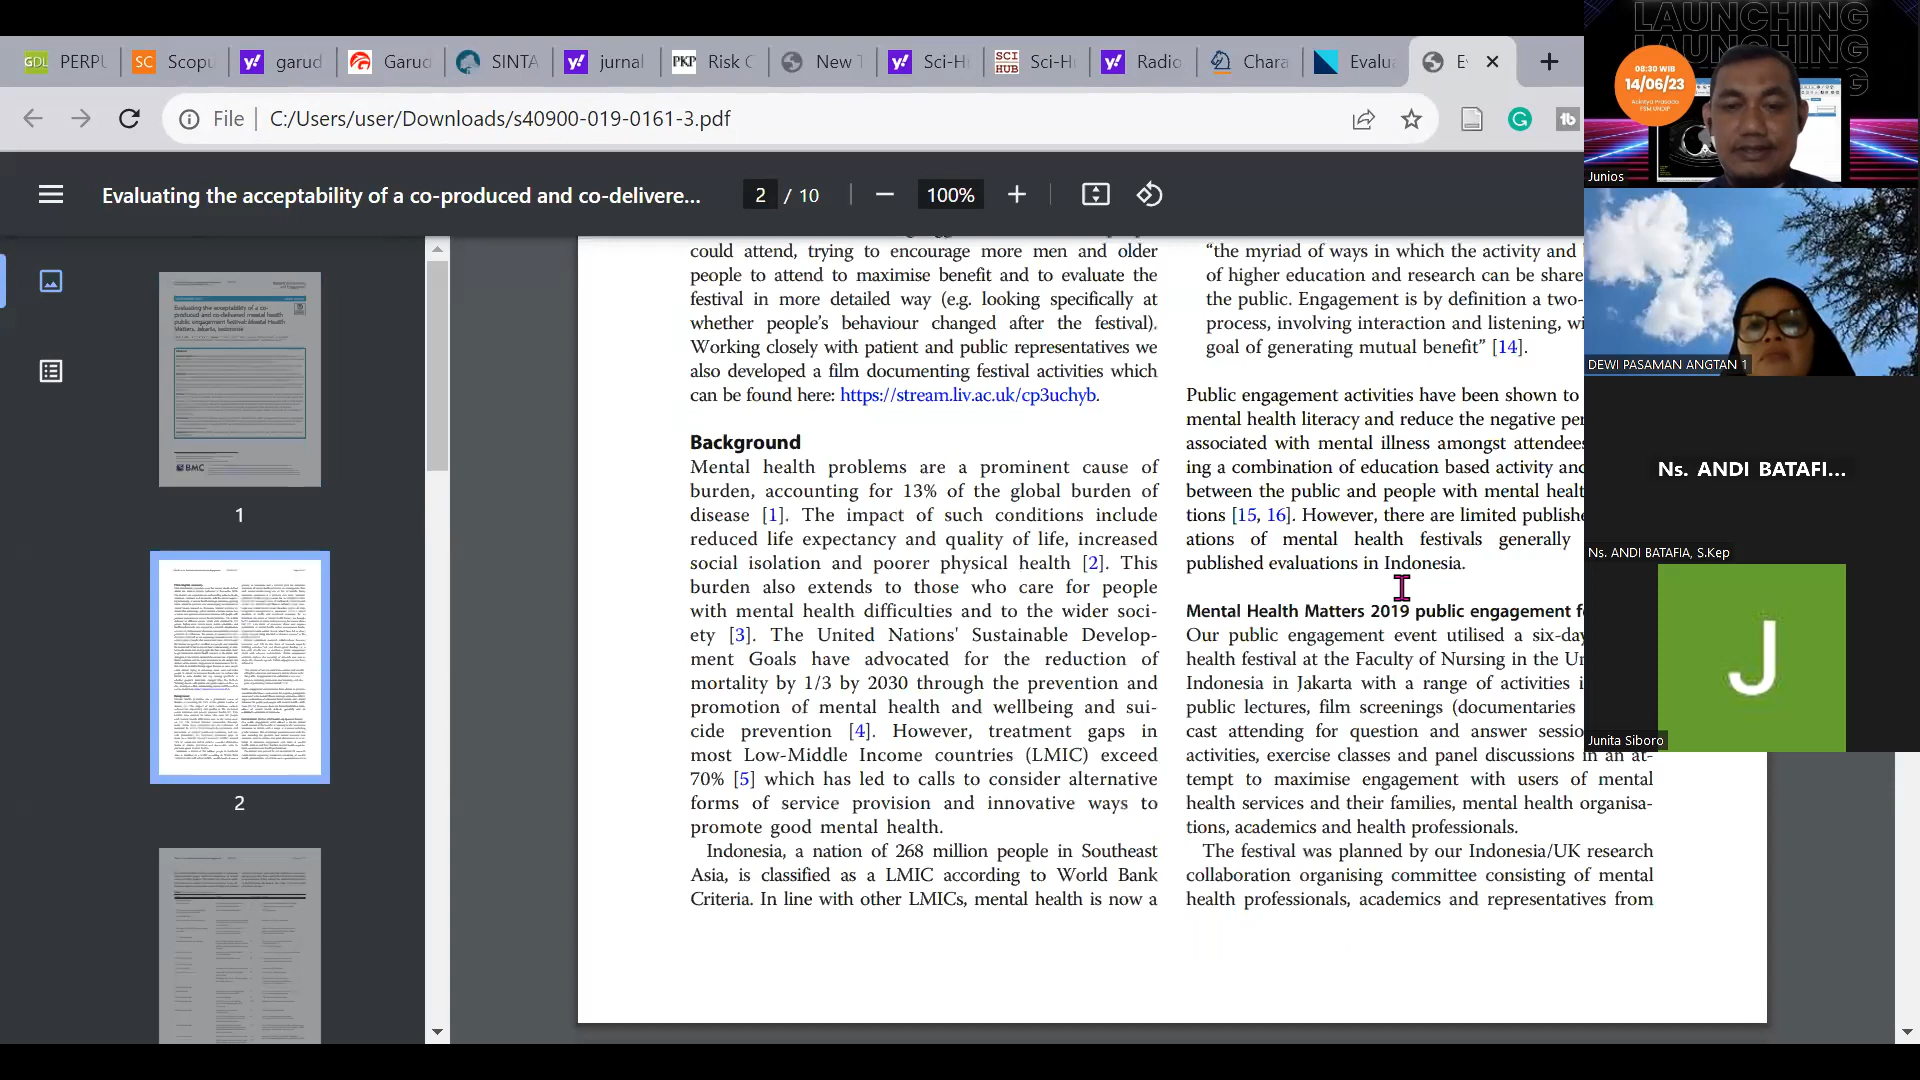 GDL PERPU
SC Scopu
garud
Garud
SINTA
jurnal
PKP Risk C
New T
Sci-H
SCI HUB Sci-H
Radio
Chara
Evalua
E
File C:/Users/user/Downloads/s40900-019-0161-3.pdf
Evaluating the acceptability of a co-produced and co-delivere...
2 / 10
100%
1
2
could attend, trying to encourage more men and older
people to attend to maximise benefit and to evaluate the
festival in more detailed way (e.g. looking specifically at
whether people's behaviour changed after the festival).
Working closely with patient and public representatives we
also developed a film documenting festival activities which
can be found here: https://stream.liv.ac.uk/cp3uchyb.
Background
Mental health problems are a prominent cause of
burden, accounting for 13% of the global burden of
disease [1]. The impact of such conditions include
reduced life expectancy and quality of life, increased
social isolation and poorer physical health [2]. This
burden also extends to those who care for people
with mental health difficulties and to the wider soci-
ety [3]. The United Nations' Sustainable Develop-
ment Goals have advocated for the reduction of
mortality by 1/3 by 2030 through the prevention and
promotion of mental health and wellbeing and sui-
cide prevention [4]. However, treatment gaps in
most Low-Middle Income countries (LMIC) exceed
70% [5] which has led to calls to consider alternative
forms of service provision and innovative ways to
promote good mental health.
Indonesia, a nation of 268 million people in Southeast
Asia, is classified as a LMIC according to World Bank
Criteria. In line with other LMICs, mental health is now a
“the myriad of ways in which the activity and
of higher education and research can be share
the public. Engagement is by definition a two-
process, involving interaction and listening, wi
goal of generating mutual benefit” [14].
Public engagement activities have been shown to
mental health literacy and reduce the negative per
associated with mental illness amongst attendees
ing a combination of education based activity and
between the public and people with mental healt
tions [15, 16]. However, there are limited publishe
ations of mental health festivals generally
published evaluations in Indonesia.
Mental Health Matters 2019 public engagement fe
Our public engagement event utilised a six-day
health festival at the Faculty of Nursing in the Un
Indonesia in Jakarta with a range of activities i
public lectures, film screenings (documentaries
cast attending for question and answer sessio
activities, exercise classes and panel discussions in an at-
tempt to maximise engagement with users of mental
health services and their families, mental health organisa-
tions, academics and health professionals.
The festival was planned by our Indonesia/UK research
collaboration organising committee consisting of mental
health professionals, academics and representatives from
LAUNCHING
LAUNCHING
08:30 WIB
14/06/23
Junios
DEWI PASAMAN ANGTAN 1
Ns. ANDI BATAFI...
Ns. ANDI BATAFIA, S.Kep
J
Junita Siboro